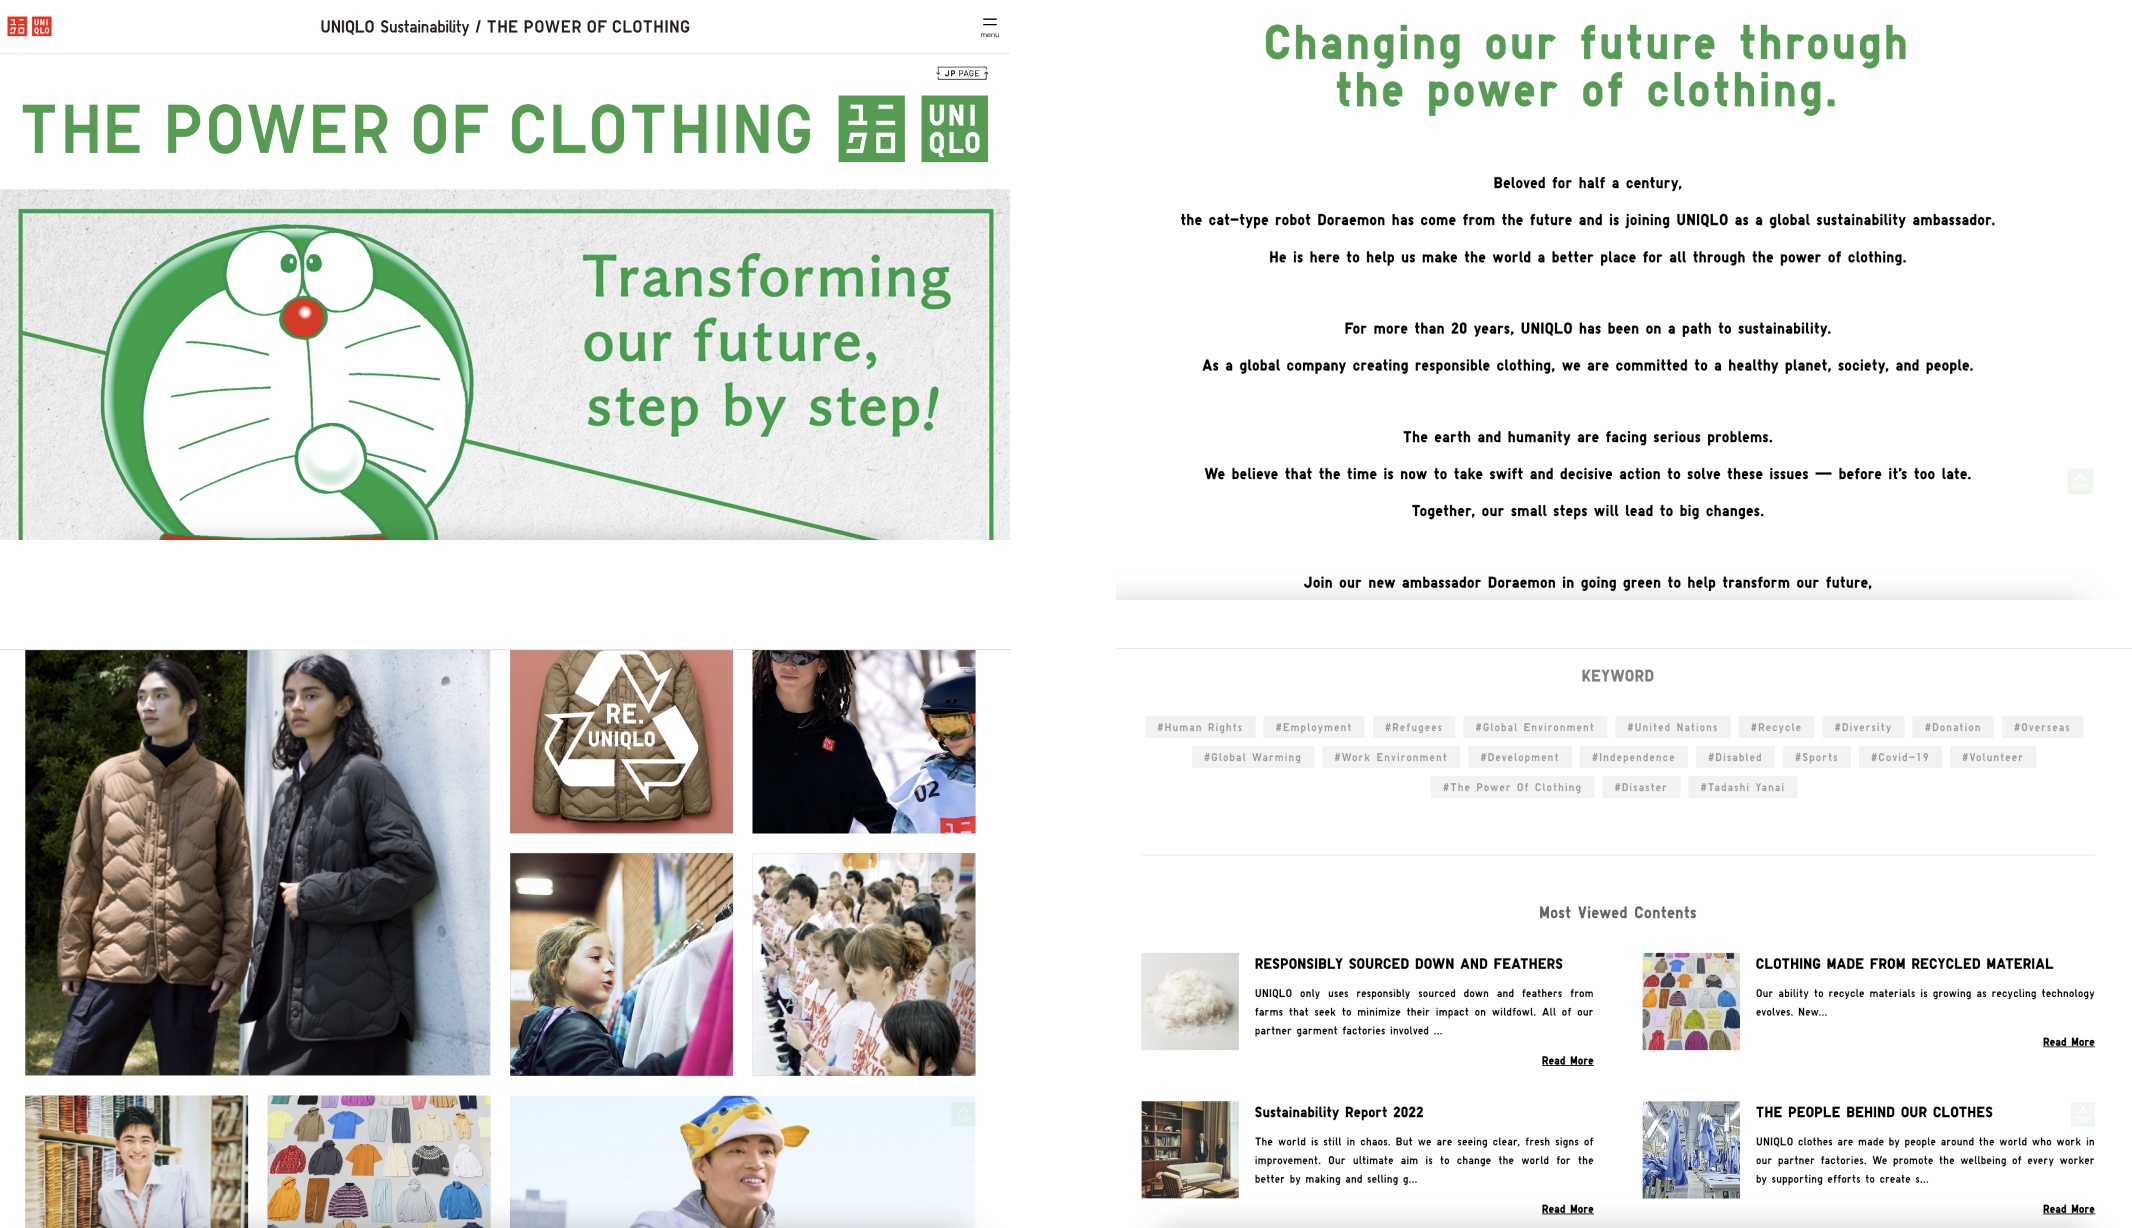 ユニ クロ
UNI QLO
UNIQLO Sustainability / THE POWER OF CLOTHING
menu
JP PAGE
THE POWER OF CLOTHING
ユニ クロ
UNI QLO
Transforming
our future,
step by step!
Changing our future through
the power of clothing.
Beloved for half a century,
the cat-type robot Doraemon has come from the future and is joining UNIQLO as a global sustainability ambassador.
He is here to help us make the world a better place for all through the power of clothing.
For more than 20 years, UNIQLO has been on a path to sustainability.
As a global company creating responsible clothing, we are committed to a healthy planet, society, and people.
The earth and humanity are facing serious problems.
We believe that the time is now to take swift and decisive action to solve these issues — before it's too late.
Together, our small steps will lead to big changes.
Join our new ambassador Doraemon in going green to help transform our future,
RE.
UNIQLO
02
KEYWORD
#Human Rights #Employment #Refugees #Global Environment #United Nations #Recycle #Diversity #Donation #Overseas
#Global Warming #Work Environment #Development #Independence #Disabled #Sports #Covid-19 #Volunteer
#The Power Of Clothing #Disaster #Tadashi Yanai
Most Viewed Contents
RESPONSIBLY SOURCED DOWN AND FEATHERS
UNIQLO only uses responsibly sourced down and feathers from
farms that seek to minimize their impact on wildfowl. All of our
partner garment factories involved ...
Read More
CLOTHING MADE FROM RECYCLED MATERIAL
Our ability to recycle materials is growing as recycling technology
evolves. New...
Read More
Sustainability Report 2022
The world is still in chaos. But we are seeing clear, fresh signs of
improvement. Our ultimate aim is to change the world for the
better by making and selling g...
Read More
THE PEOPLE BEHIND OUR CLOTHES
UNIQLO clothes are made by people around the world who work in
our partner factories. We promote the wellbeing of every worker
by supporting efforts to create s...
Read More